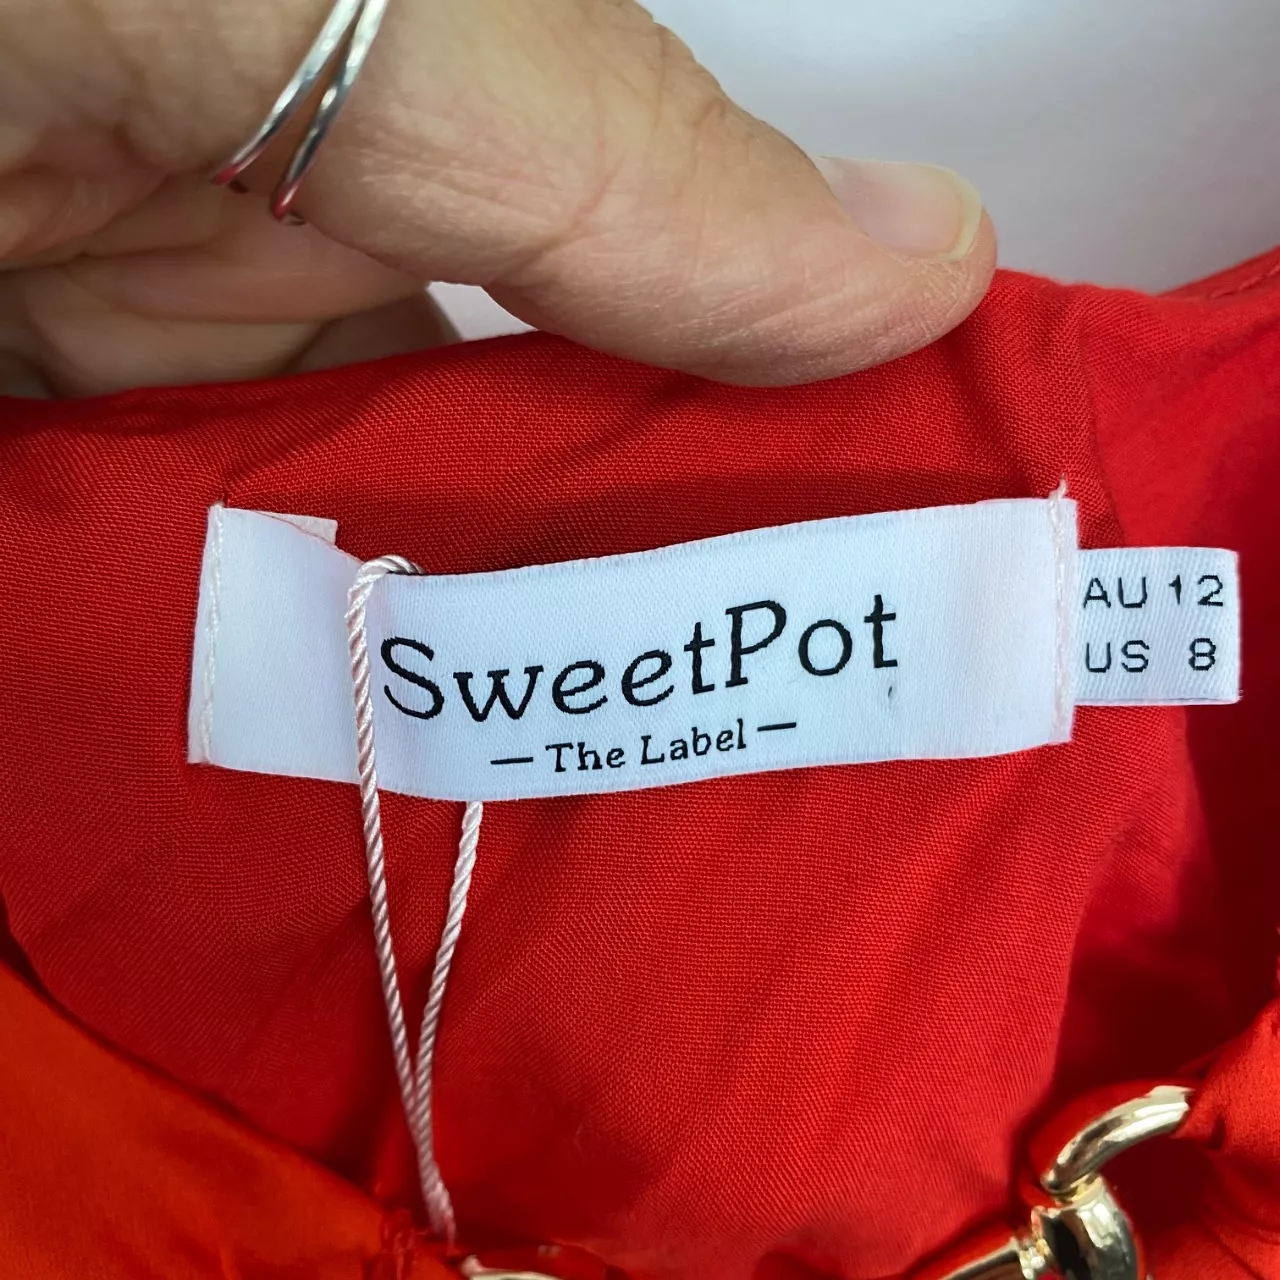 SweetPot
— The Label —
AU 12
US 8